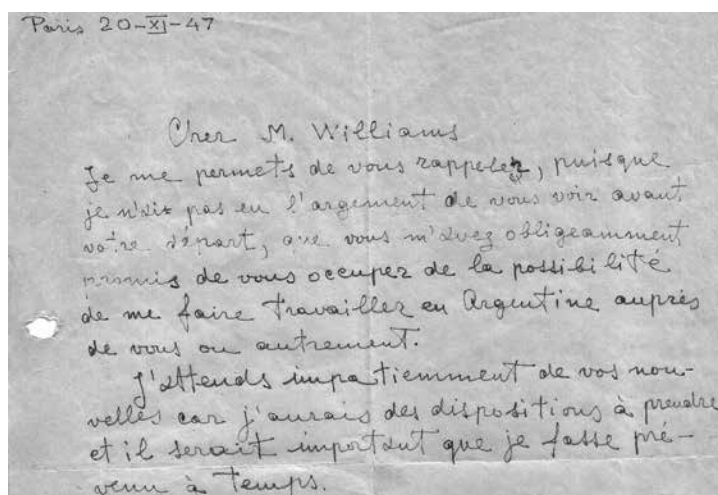 Paris 20-XI-47
Cher M. Williams
Je me permets de vous rappeler, puisque
je n'ai pas eu l'argement de vous voir avant
votre départ, que vous m'avez obligeamment
promis de vous occuper de la possibilité
de me faire travailler en Argentine auprès
de vous ou autrement.
J'attends impatiemment de vos nou-
velles car j'aurais des dispositions à prendre
et il serait important que je fasse pré-
venu à temps.